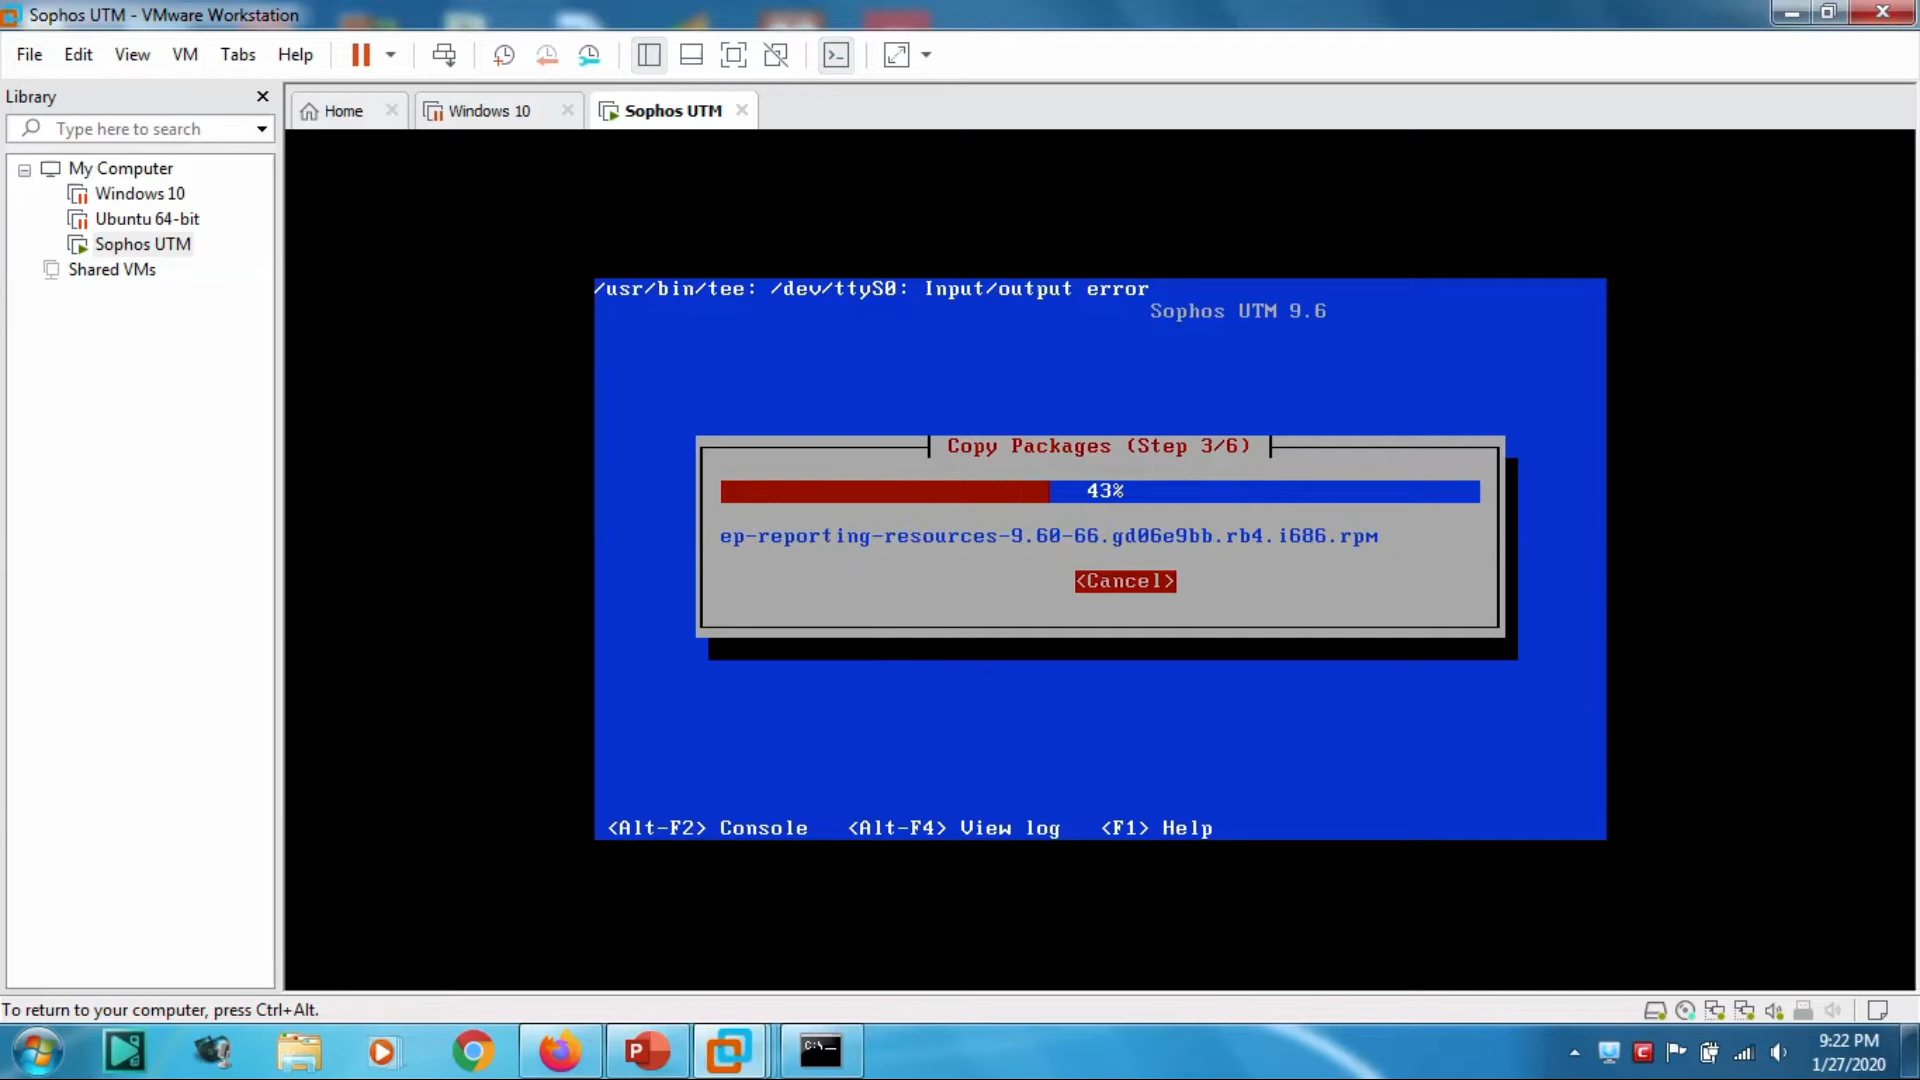 Sophos UTM - VMware Workstation
File Edit View VM Tabs Help
Library
Home
Windows 10
Sophos UTM
Type here to search
My Computer
Windows 10
Ubuntu 64-bit
Sophos UTM
Shared VMs
/usr/bin/tee: /dev/ttyS0: Input/output error
Sophos UTM 9.6
Copy Packages (Step 3/6)
43%
ep-reporting-resources-9.60-66.gd06e9bb.rb4.i686.rpm
<Cancel>
<Alt-F2> Console <Alt-F4> View log <F1> Help
To return to your computer, press Ctrl+Alt.
9:22 PM
1/27/2020